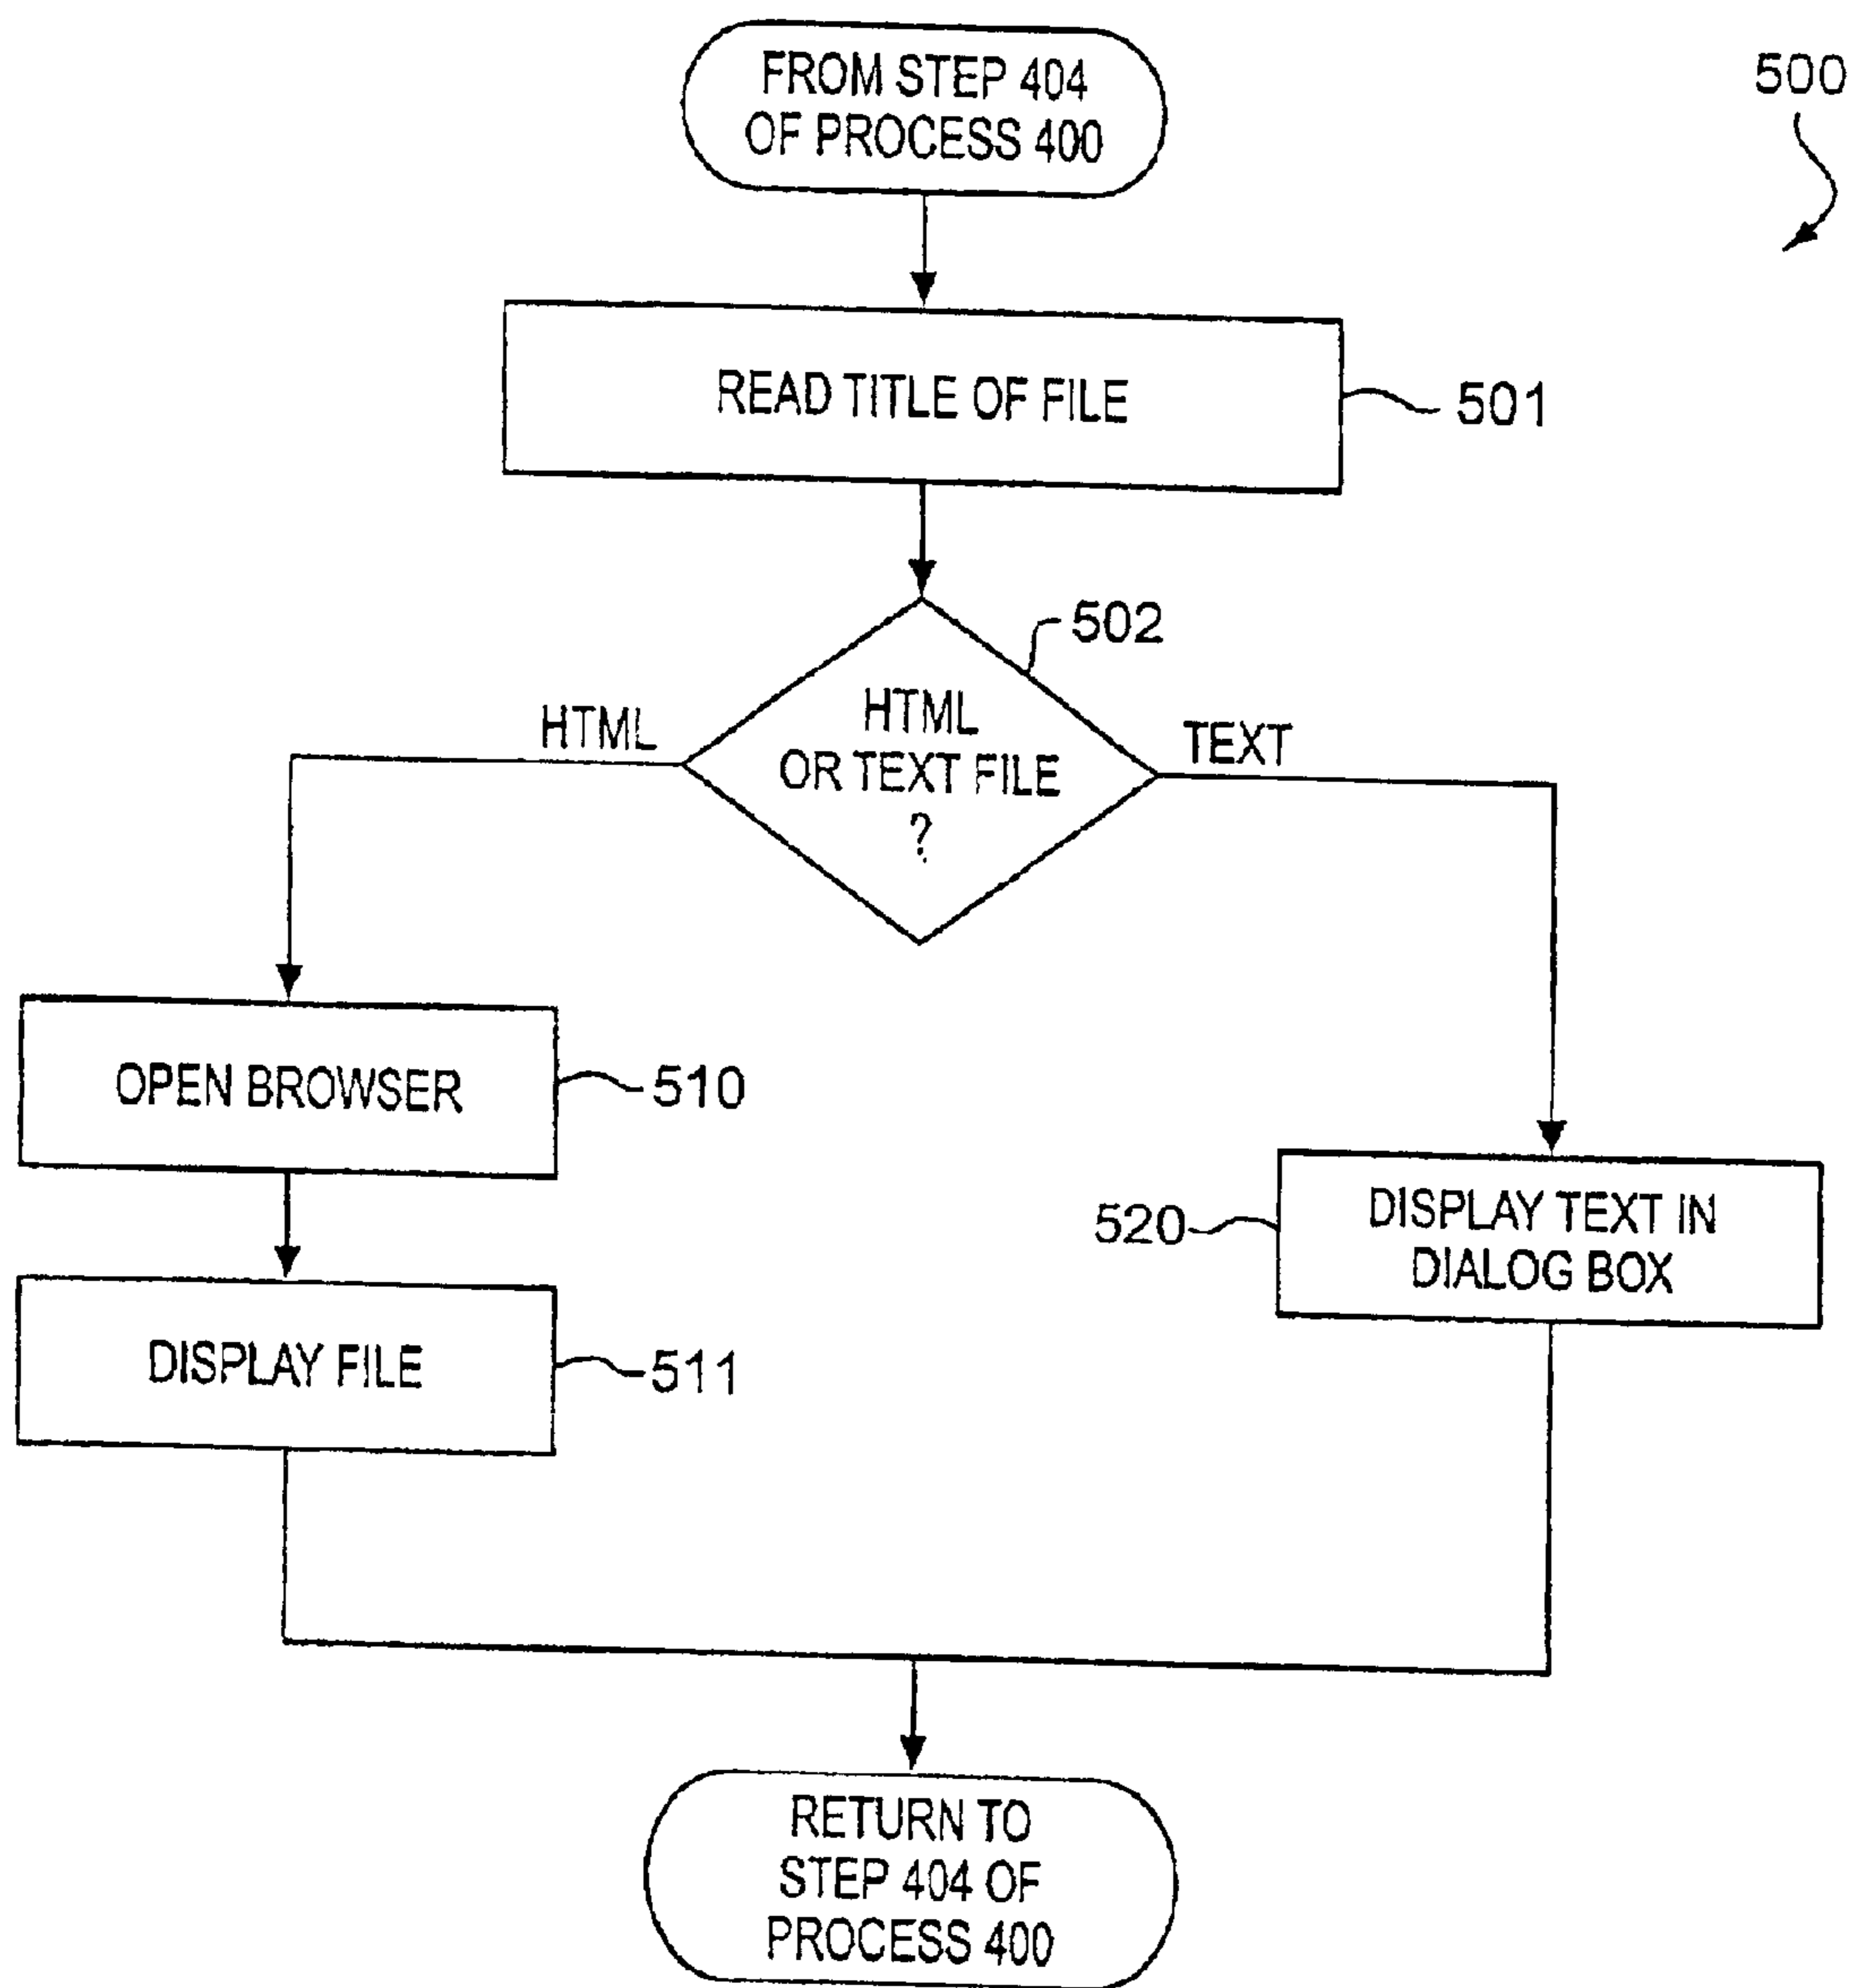 FROM STEP 404
OF PROCESS 400
500
READ TITLE OF FILE
501
502
HTML
OR TEXT FILE
?
HTML
TEXT
OPEN BROWSER
510
520
DISPLAY TEXT IN
DIALOG BOX
DISPLAY FILE
511
RETURN TO
STEP 404 OF
PROCESS 400